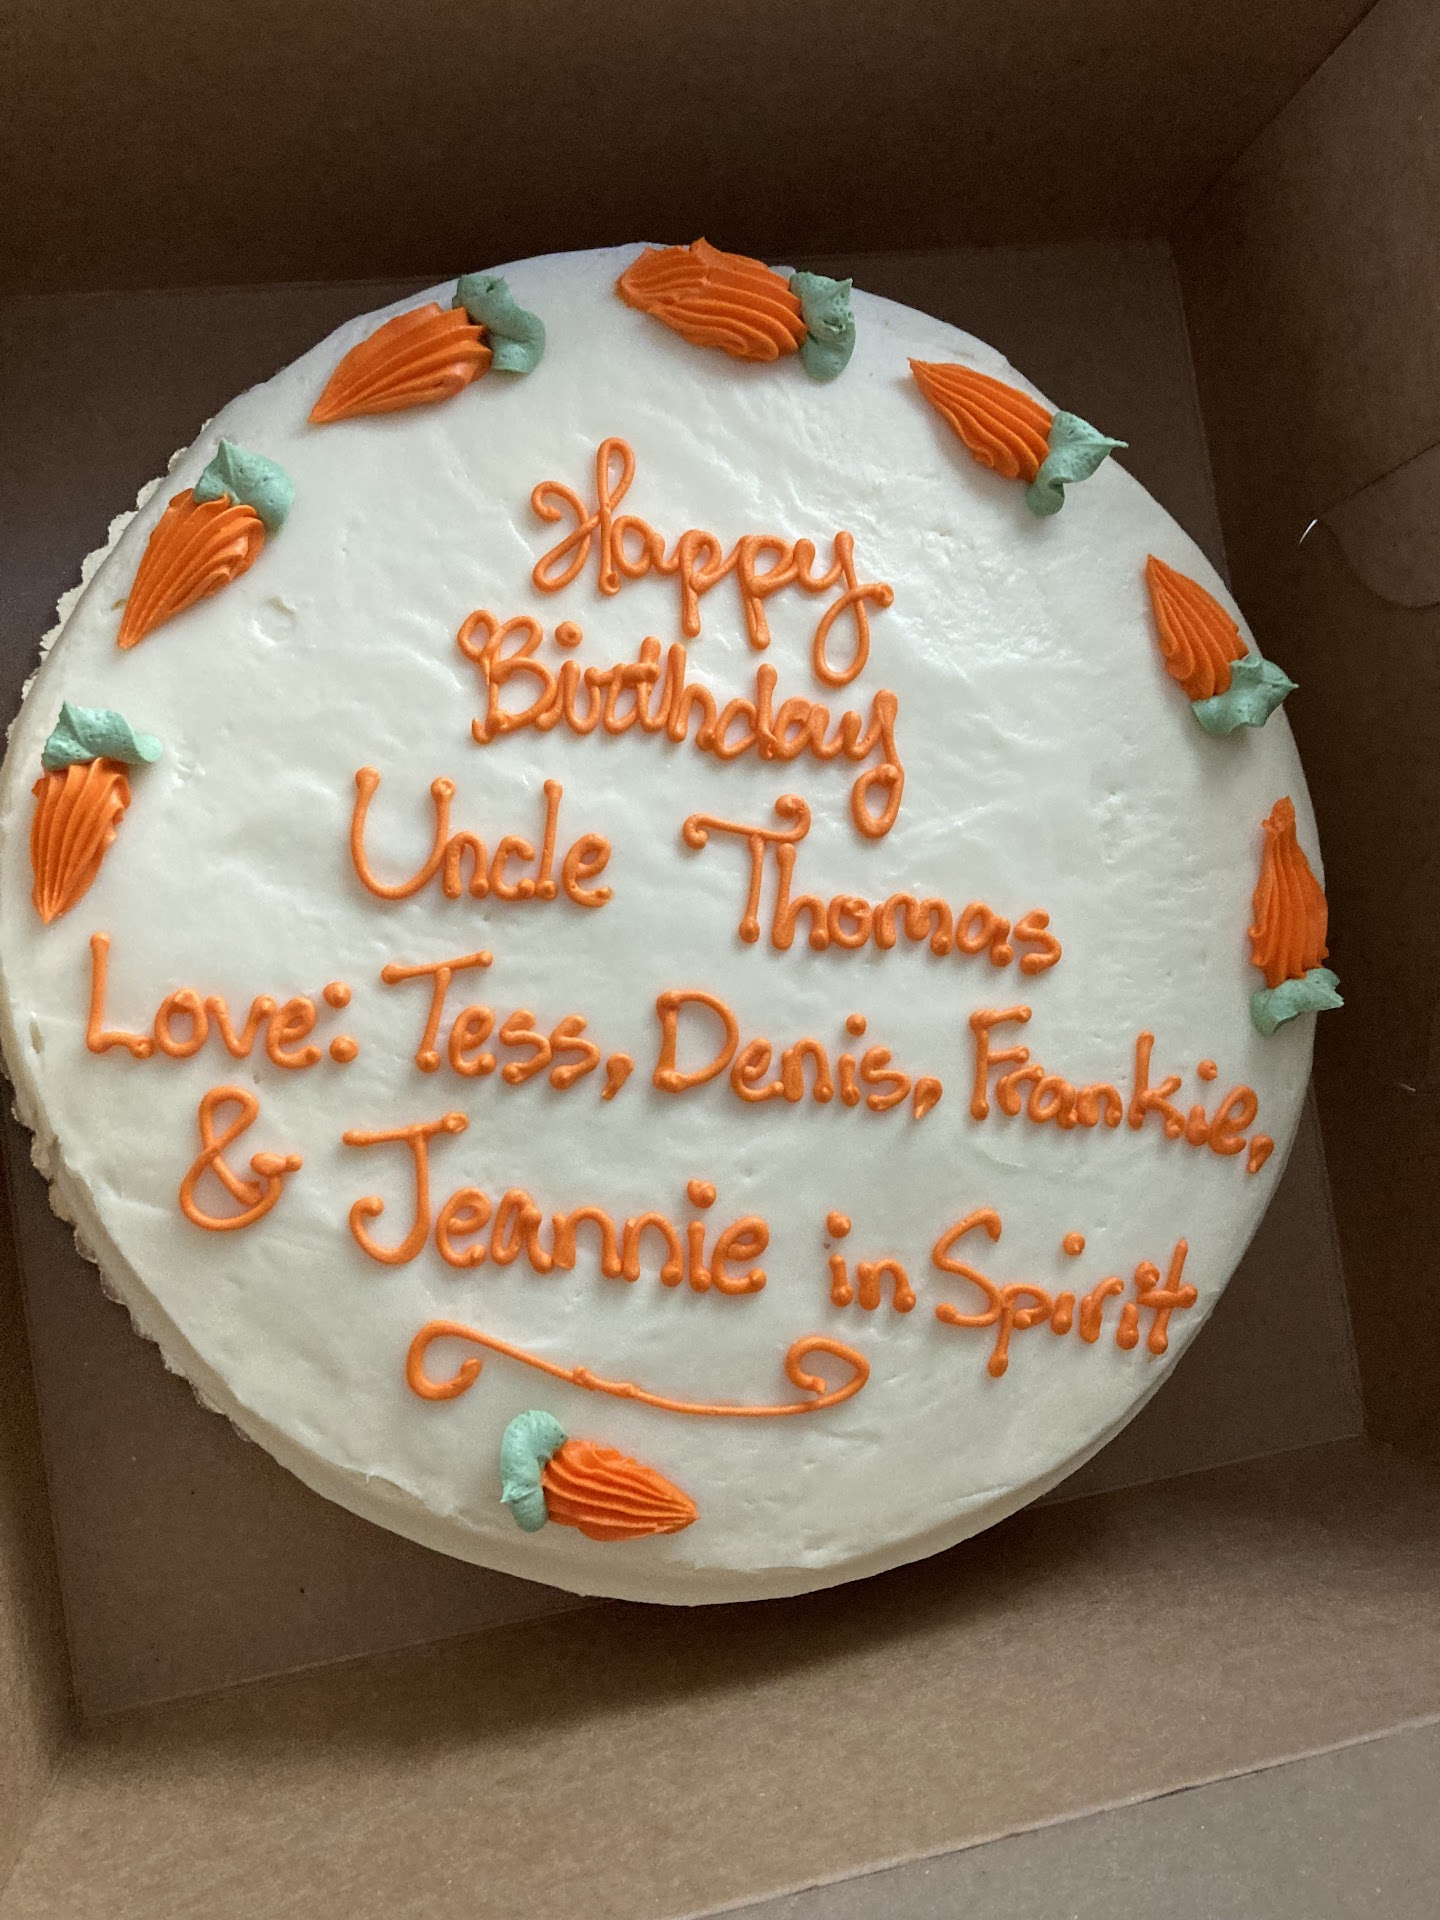 Happy
Birthday
Uncle Thomas
Love: Tess, Denis, Frankie,
& Jeannie in Spirit